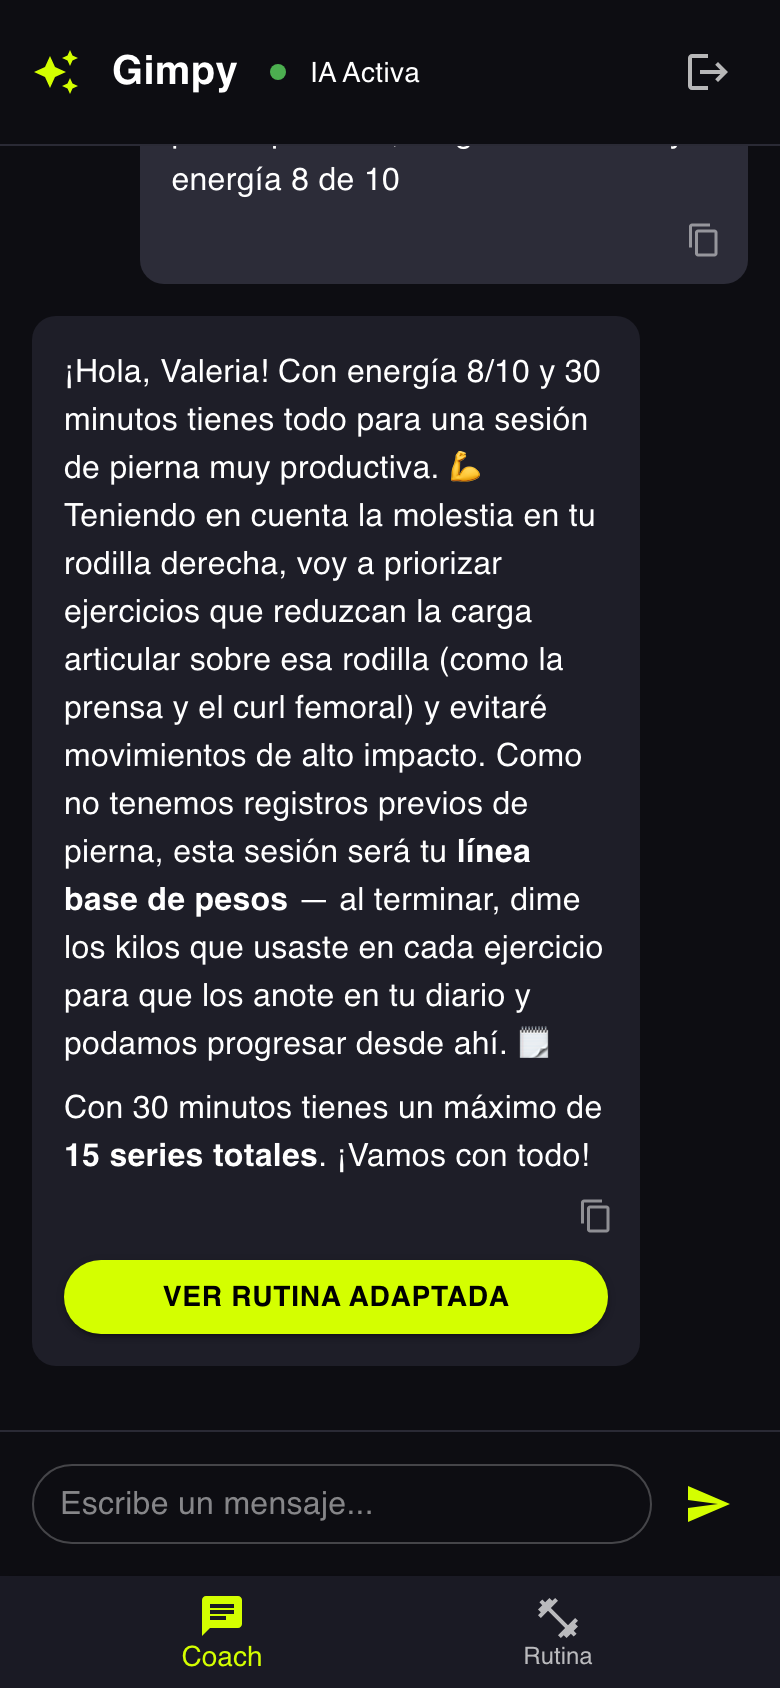 Gimpy
IA Activa
energía 8 de 10
¡Hola, Valeria! Con energía 8/10 y 30
minutos tienes todo para una sesión
de pierna muy productiva. 💪
Teniendo en cuenta la molestia en tu
rodilla derecha, voy a priorizar
ejercicios que reduzcan la carga
articular sobre esa rodilla (como la
prensa y el curl femoral) y evitaré
movimientos de alto impacto. Como
no tenemos registros previos de
pierna, esta sesión será tu línea
base de pesos — al terminar, dime
los kilos que usaste en cada ejercicio
para que los anote en tu diario y
podamos progresar desde ahí. 🗒️
Con 30 minutos tienes un máximo de
15 series totales. ¡Vamos con todo!
VER RUTINA ADAPTADA
Escribe un mensaje...
Coach
Rutina